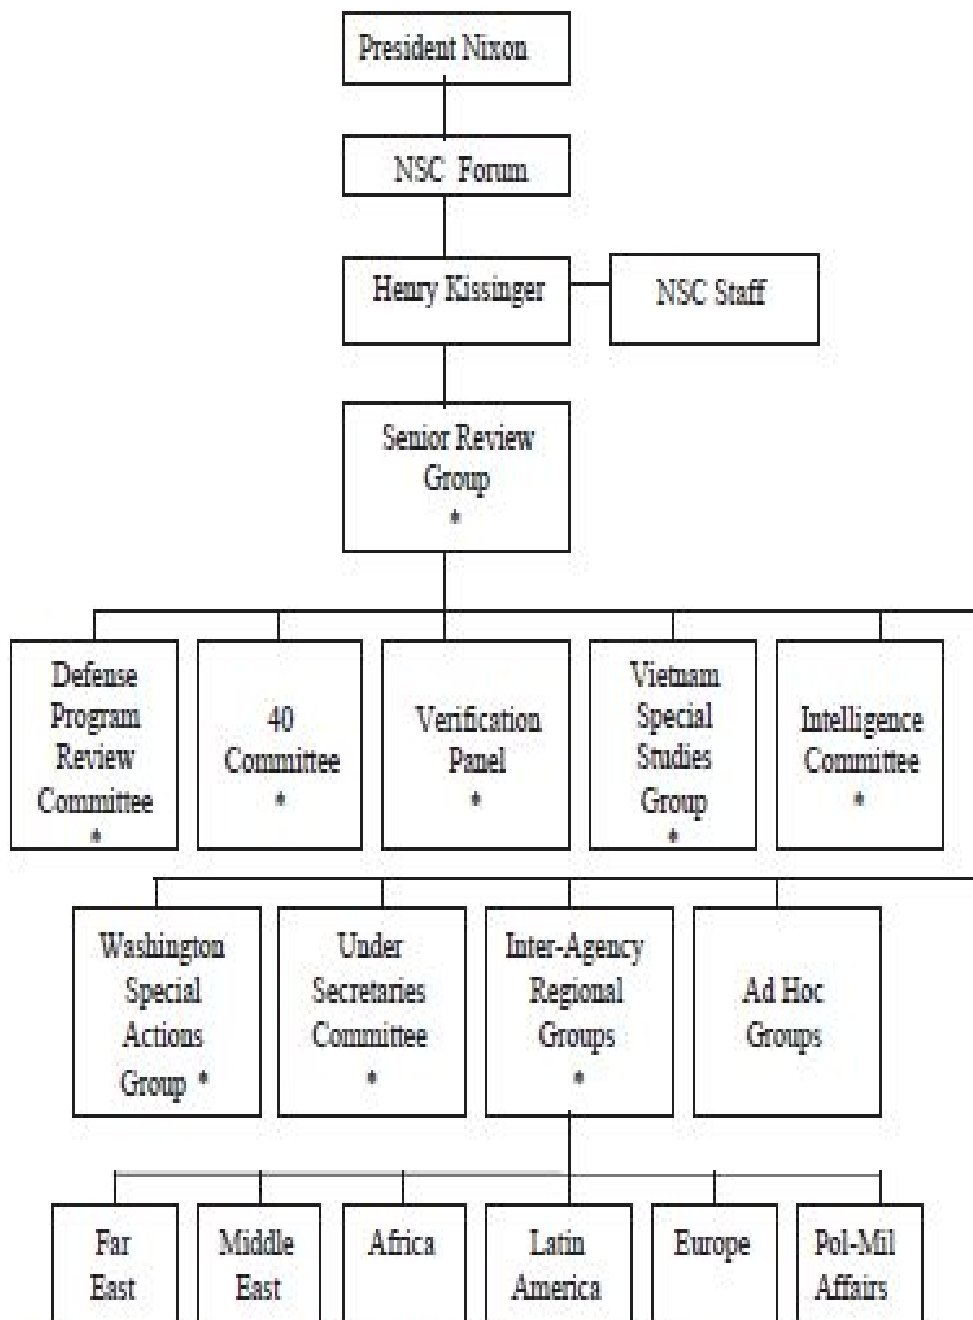 President Nixon
NSC Forum
Henry Kissinger
NSC Staff
Senior Review
Group
*
Defense
Program
Review
Committee
*
40
Committee
*
Verification
Panel
*
Vietnam
Special
Studies
Group
*
Intelligence
Committee
*
Washington
Special
Actions
Group *
Under
Secretaries
Committee
*
Inter-Agency
Regional
Groups
*
Ad Hoc
Groups
Far
East
Middle
East
Africa
Latin
America
Europe
Pol-Mil
Affairs